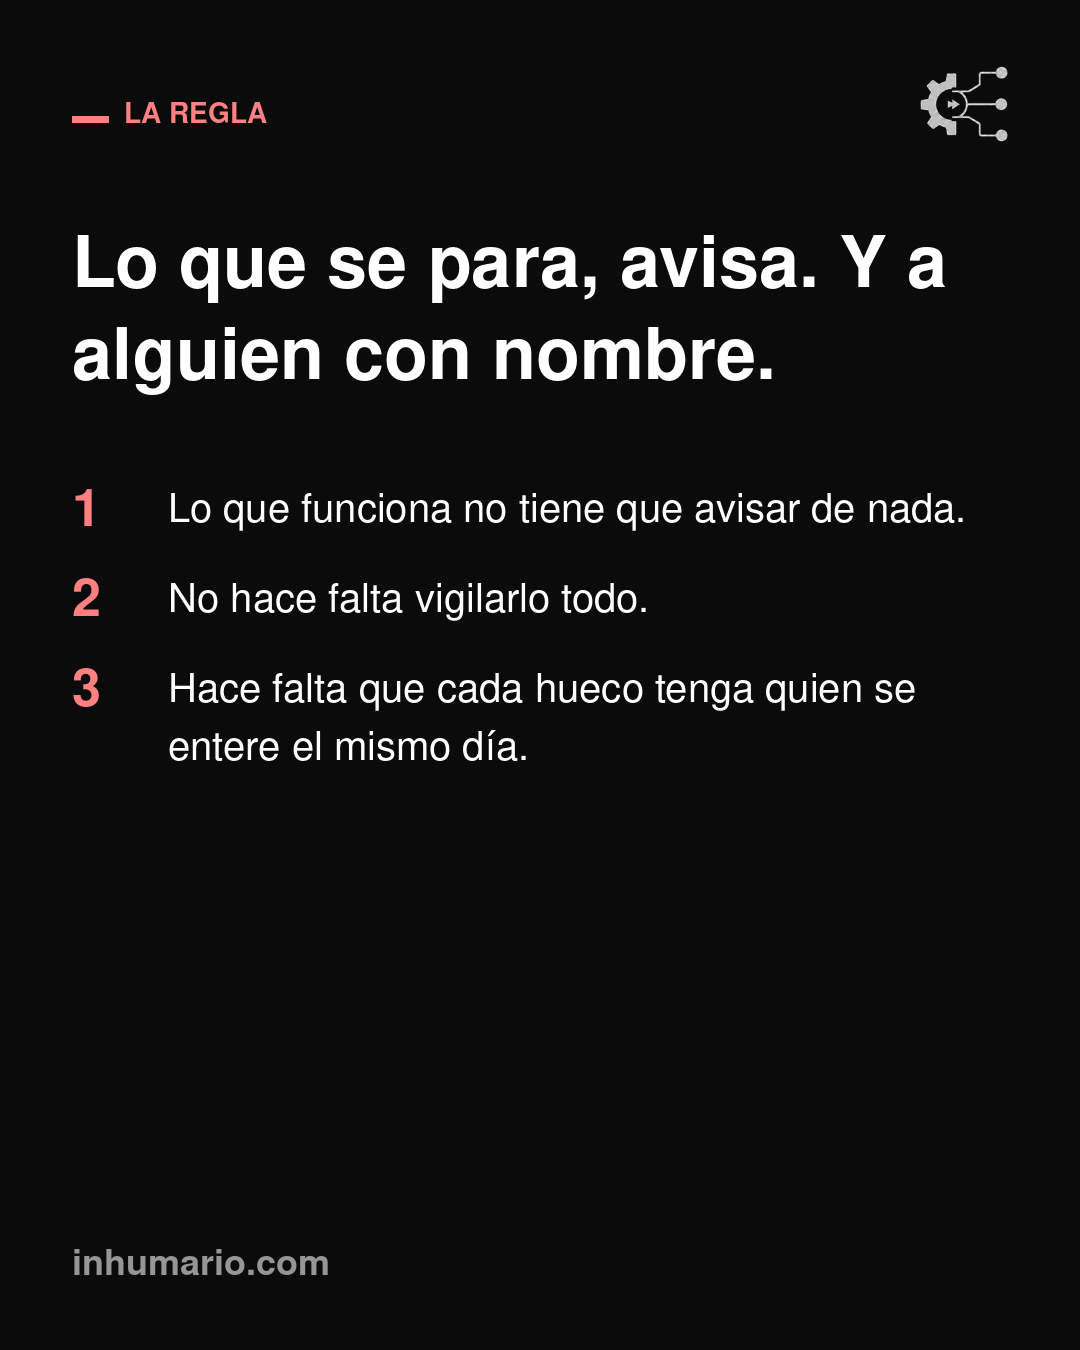 LA REGLA
Lo que se para, avisa. Y a
alguien con nombre.
1 Lo que funciona no tiene que avisar de nada.
2 No hace falta vigilarlo todo.
3 Hace falta que cada hueco tenga quien se
entere el mismo día.
inhumario.com